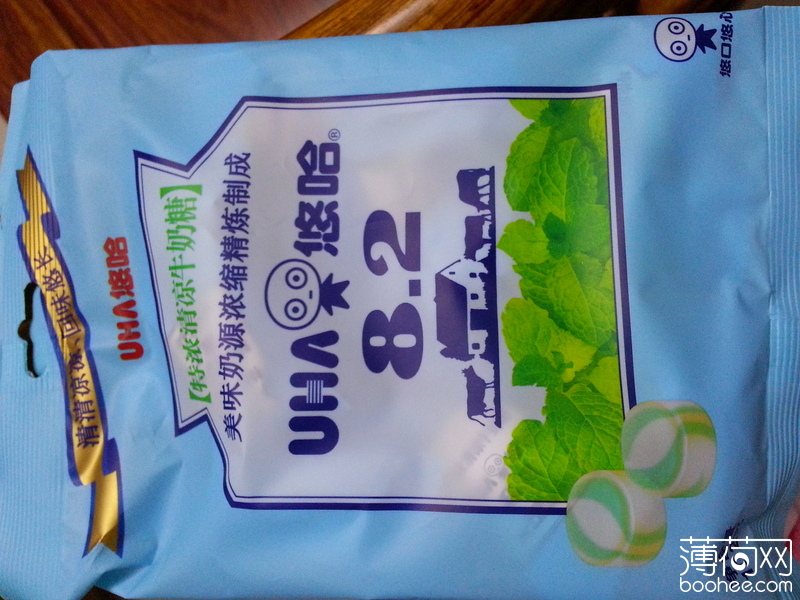 清清凉凉、回味悠长
UHA悠哈
【特浓清凉牛奶糖】
美味奶源浓缩精炼制成
UHA悠哈®
8.2
悠口悠心
薄荷网
boohee.com